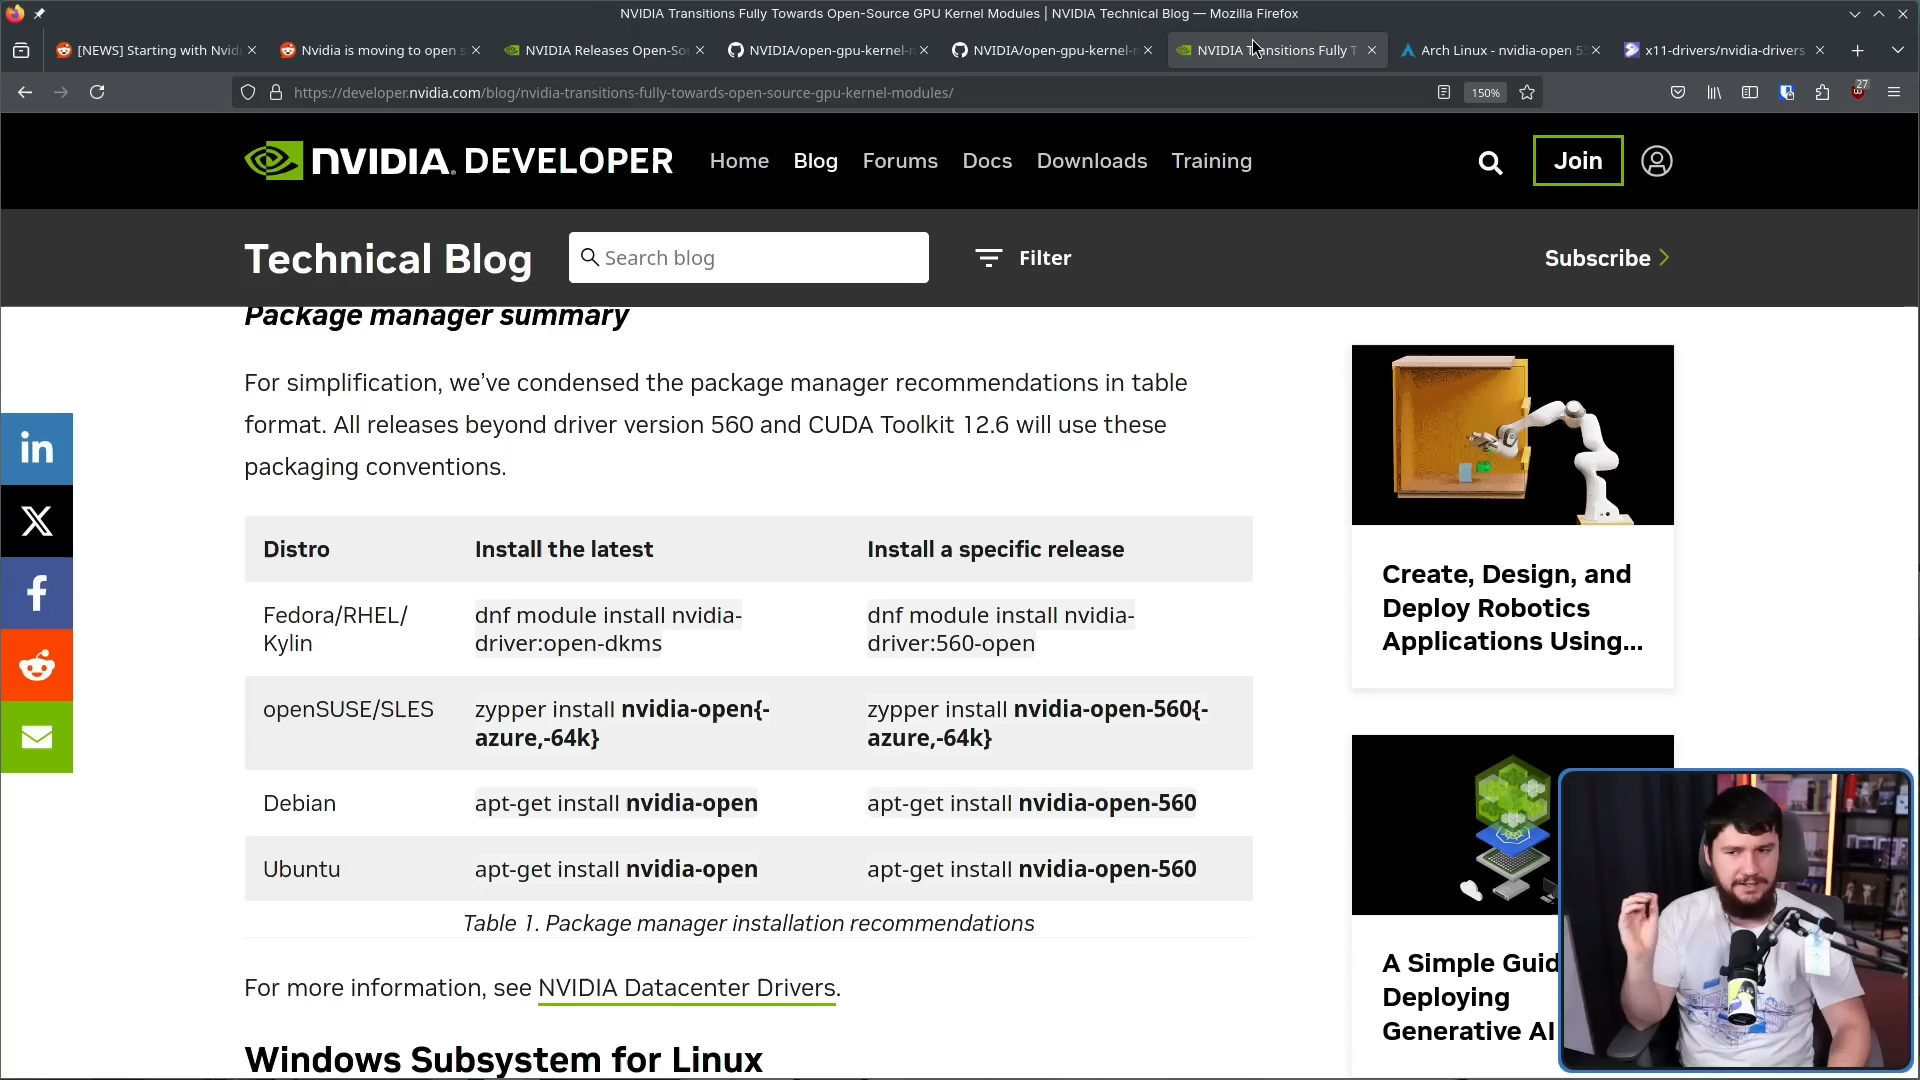 NVIDIA Transitions Fully Towards Open-Source GPU Kernel Modules | NVIDIA Technical Blog — Mozilla Firefox
[NEWS] Starting with Nvid
Nvidia is moving to open s
NVIDIA Releases Open-Sou
NVIDIA/open-gpu-kernel-m
NVIDIA/open-gpu-kernel-m
NVIDIA Transitions Fully T
Arch Linux - nvidia-open 55
x11-drivers/nvidia-drivers
https://developer.nvidia.com/blog/nvidia-transitions-fully-towards-open-source-gpu-kernel-modules/
150%
27
NVIDIA. DEVELOPER
Home
Blog
Forums
Docs
Downloads
Training
Join
Technical Blog
Search blog
Filter
Subscribe
Package manager summary
For simplification, we’ve condensed the package manager recommendations in table
format. All releases beyond driver version 560 and CUDA Toolkit 12.6 will use these
packaging conventions.
Distro
Install the latest
Install a specific release
Fedora/RHEL/
Kylin
dnf module install nvidia-
driver:open-dkms
dnf module install nvidia-
driver:560-open
openSUSE/SLES
zypper install nvidia-open{-
azure,-64k}
zypper install nvidia-open-560{-
azure,-64k}
Debian
apt-get install nvidia-open
apt-get install nvidia-open-560
Ubuntu
apt-get install nvidia-open
apt-get install nvidia-open-560
Table 1. Package manager installation recommendations
For more information, see NVIDIA Datacenter Drivers.
Windows Subsystem for Linux
in
X
f
Create, Design, and
Deploy Robotics
Applications Using...
A Simple Guid
Deploying
Generative AI